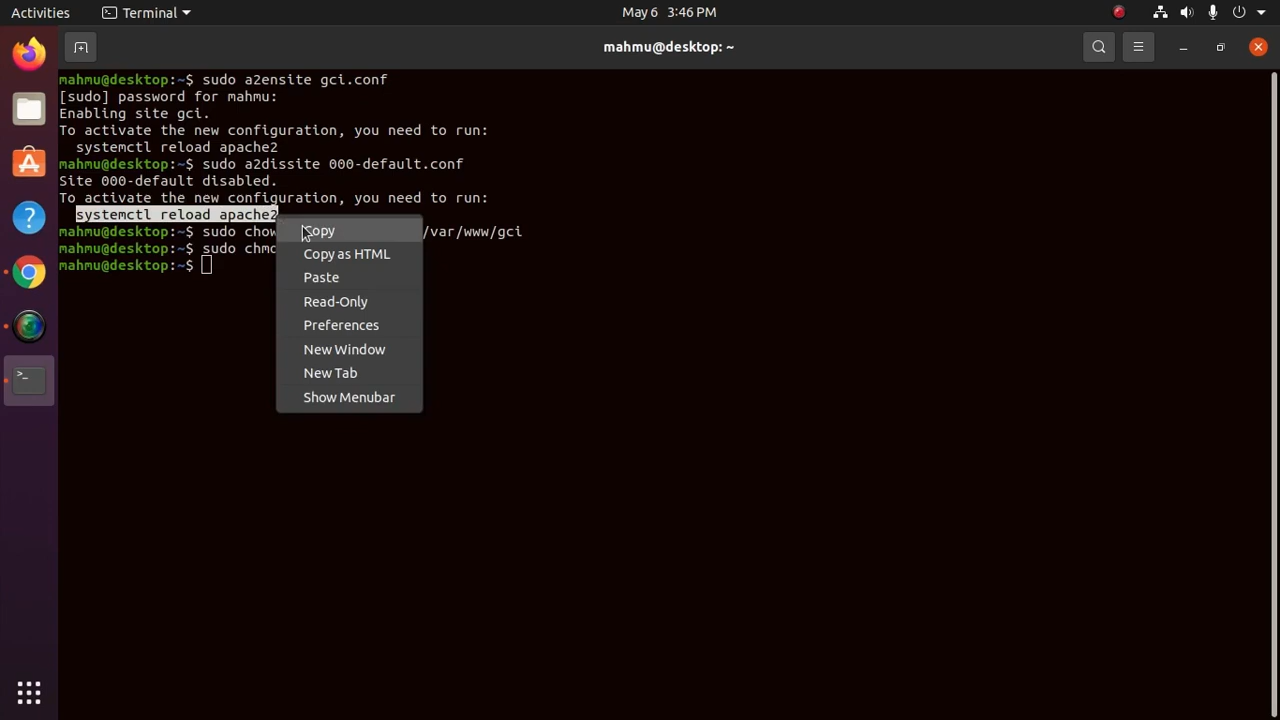 Activities Terminal May 6 3:46 PM
mahmu@desktop: ~
mahmu@desktop:~$ sudo a2ensite gci.conf
[sudo] password for mahmu:
Enabling site gci.
To activate the new configuration, you need to run:
systemctl reload apache2
mahmu@desktop:~$ sudo a2dissite 000-default.conf
Site 000-default disabled.
To activate the new configuration, you need to run:
systemctl reload apache2
mahmu@desktop:~$ sudo /var/www/gci
mahmu@desktop:~$ sudo
mahmu@desktop:~$
Copy
Copy as HTML
Paste
Read-Only
Preferences
New Window
New Tab
Show Menubar